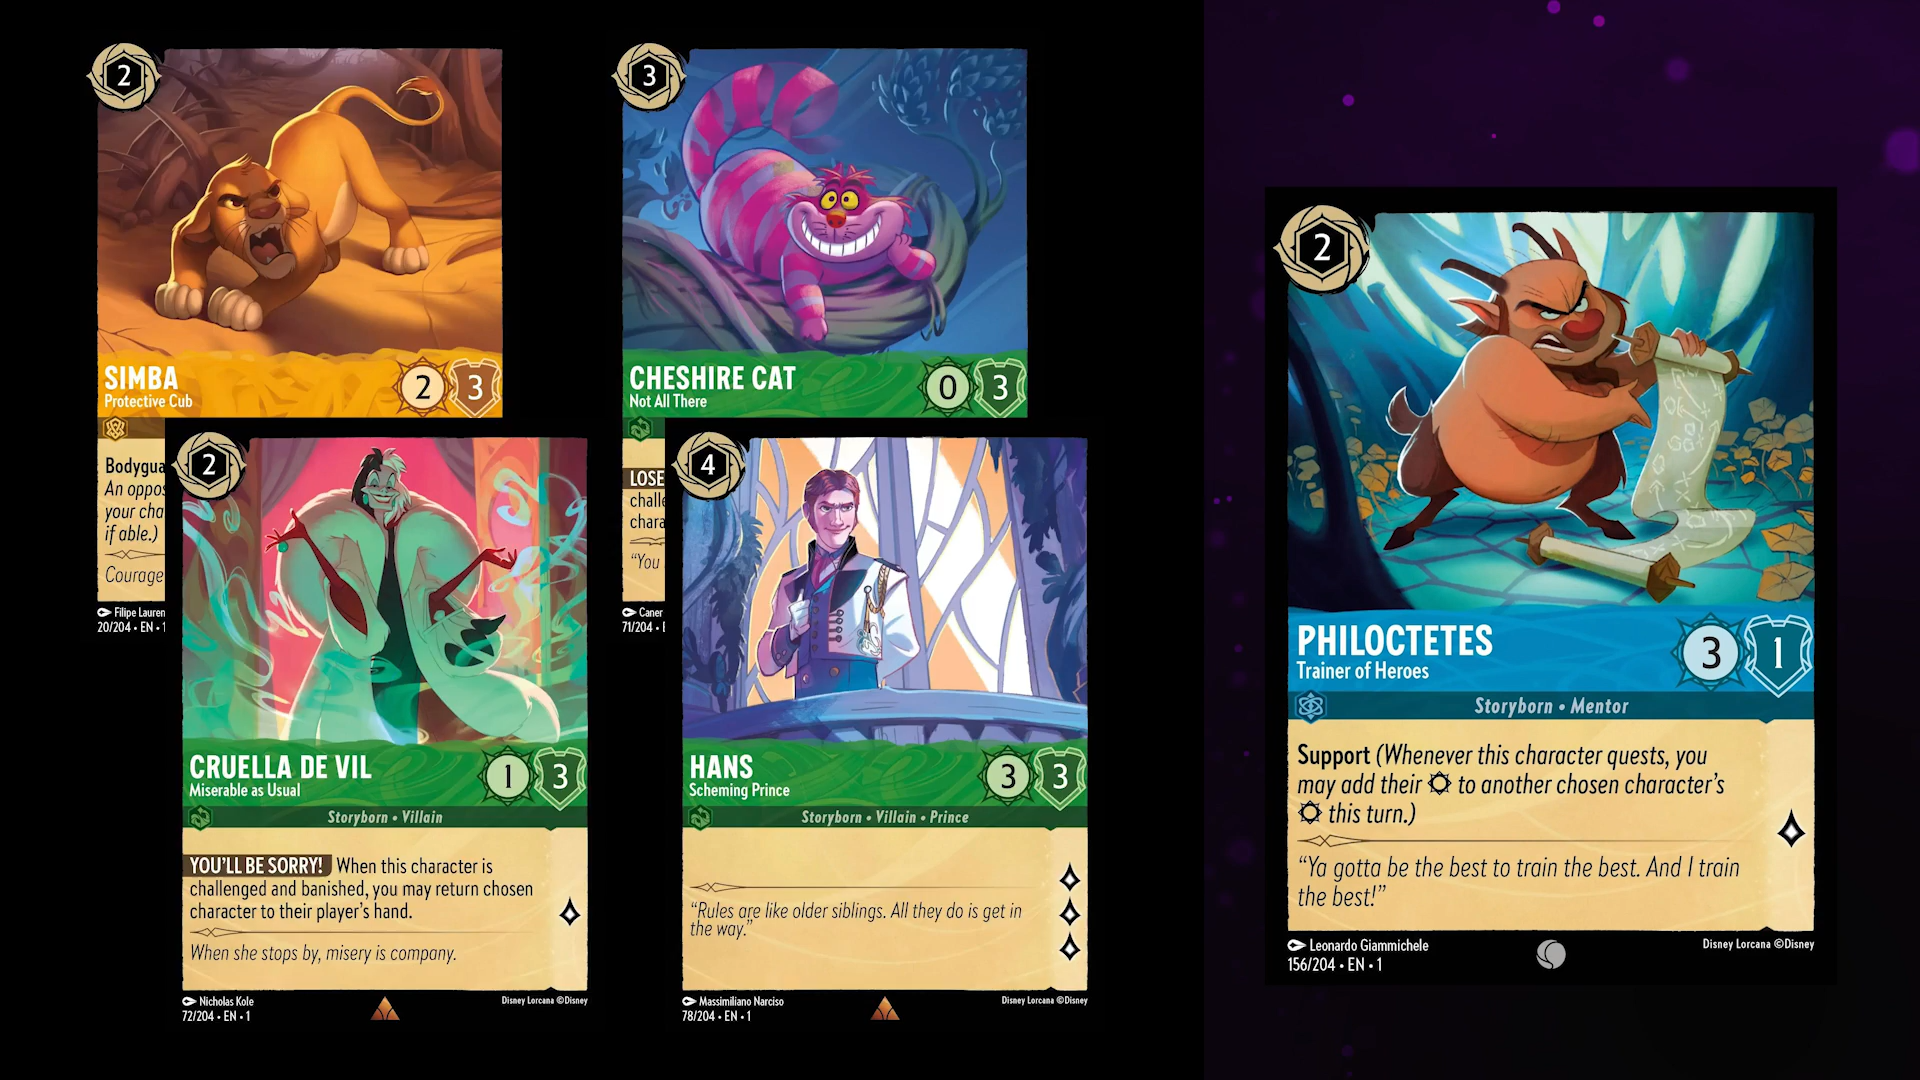 2
SIMBA
Protective Cub
2
3
An oppos
your cha
if able.)
Courage
Filipe Lauren
20/204 • EN • 1
3
CHESHIRE CAT
Not All There
0
3
LOSE
challe
chara
“You
Caner
71/204 •
2
CRUELLA DE VIL
Miserable as Usual
1
3
Storyborn • Villain
YOU'LL BE SORRY! When this character is
challenged and banished, you may return chosen
character to their player's hand.
When she stops by, misery is company.
Nicholas Kole
Disney Lorcana ©Disney
72/204 • EN • 1
4
HANS
Scheming Prince
3
3
Storyborn • Villain • Prince
“Rules are like older siblings. All they do is get in
the way.”
Massimiliano Narciso
Disney Lorcana ©Disney
78/204 • EN • 1
2
PHILOCTETES
Trainer of Heroes
3
1
Storyborn • Mentor
Support (Whenever this character quests, you
may add their to another chosen character's
this turn.)
“Ya gotta be the best to train the best. And I train
the best!”
Leonardo Giammichele
Disney Lorcana ©Disney
156/204 • EN • 1